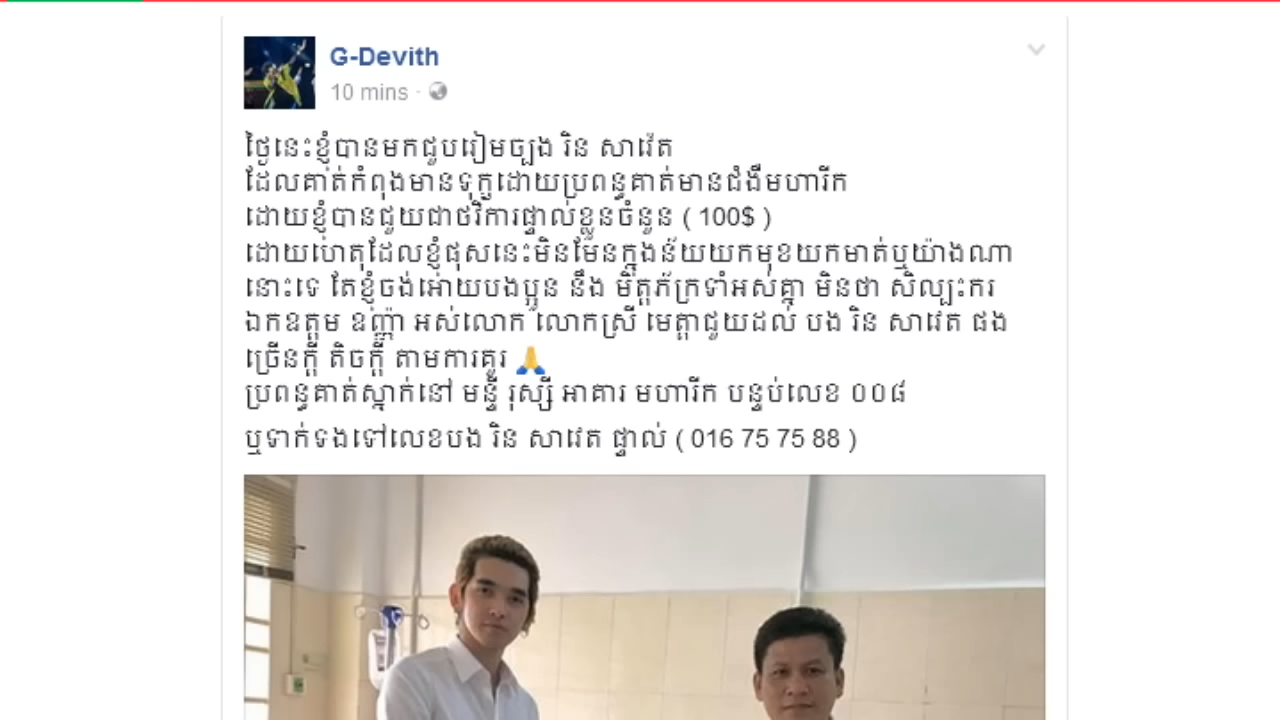 G-Devith
10 mins ·
ថ្ងៃនេះខ្ញុំបានមកជួបរៀមច្បង រិន សាវ៉េត
ដែលគាត់កំពុងមានទុក្ខដោយប្រពន្ធគាត់មានជំងឺមហារីក
ដោយខ្ញុំបានជួយជាថវិការផ្ទាល់ខ្លួនចំនួន ( 100$ )
ដោយហេតុដែលខ្ញុំផុសនេះមិនមែនក្នុងន័យយកមុខយកមាត់ឬយ៉ាងណា
នោះទេ តែខ្ញុំចង់អោយបងប្អូន នឹង មិត្តភ័ក្រទាំអស់គ្នា មិនថា សិល្បះករ
ឯកឧត្តម ឧញ្ញ៉ា អស់លោក លោកស្រី មេត្តាជួយដល់ បង រិន សាវេត ផង
ច្រើនក្តី តិចក្តី តាមការគួរ 🙏
ប្រពន្ធគាត់ស្នាក់នៅ មន្ទី រុស្សី អាគារ មហារីក បន្ទប់លេខ ០០៨
ឬទាក់ទងទៅលេខបង រិន សាវេត ផ្ទាល់ ( 016 75 75 88 )